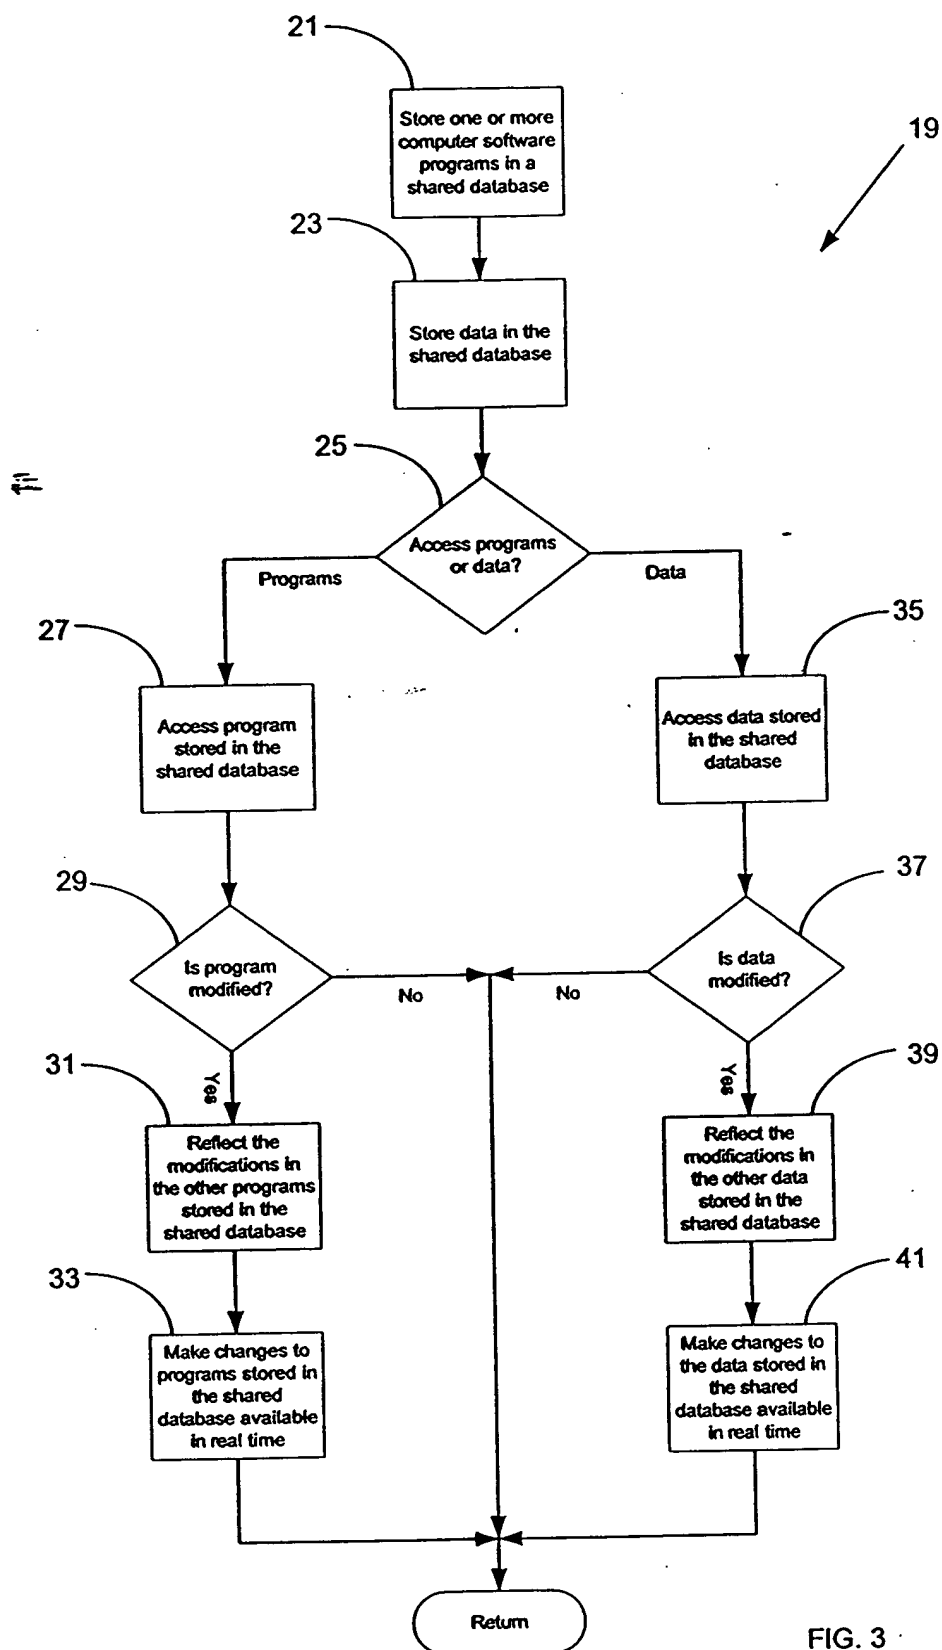 21
Store one or more
computer software
programs in a
shared database
19
23
Store data in the
shared database
25
Access programs
or data?
Programs
Data
27
Access program
stored in the
shared database
35
Access data stored
in the shared
database
29
Is program
modified?
No
37
Is data
modified?
No
Yes
31
Reflect the
modifications in
the other programs
stored in the
shared database
Yes
39
Reflect the
modifications in
the other data
stored in the
shared database
33
Make changes to
programs stored in
the shared
database available
in real time
41
Make changes to
the data stored in
the shared
database available
in real time
Return
FIG. 3